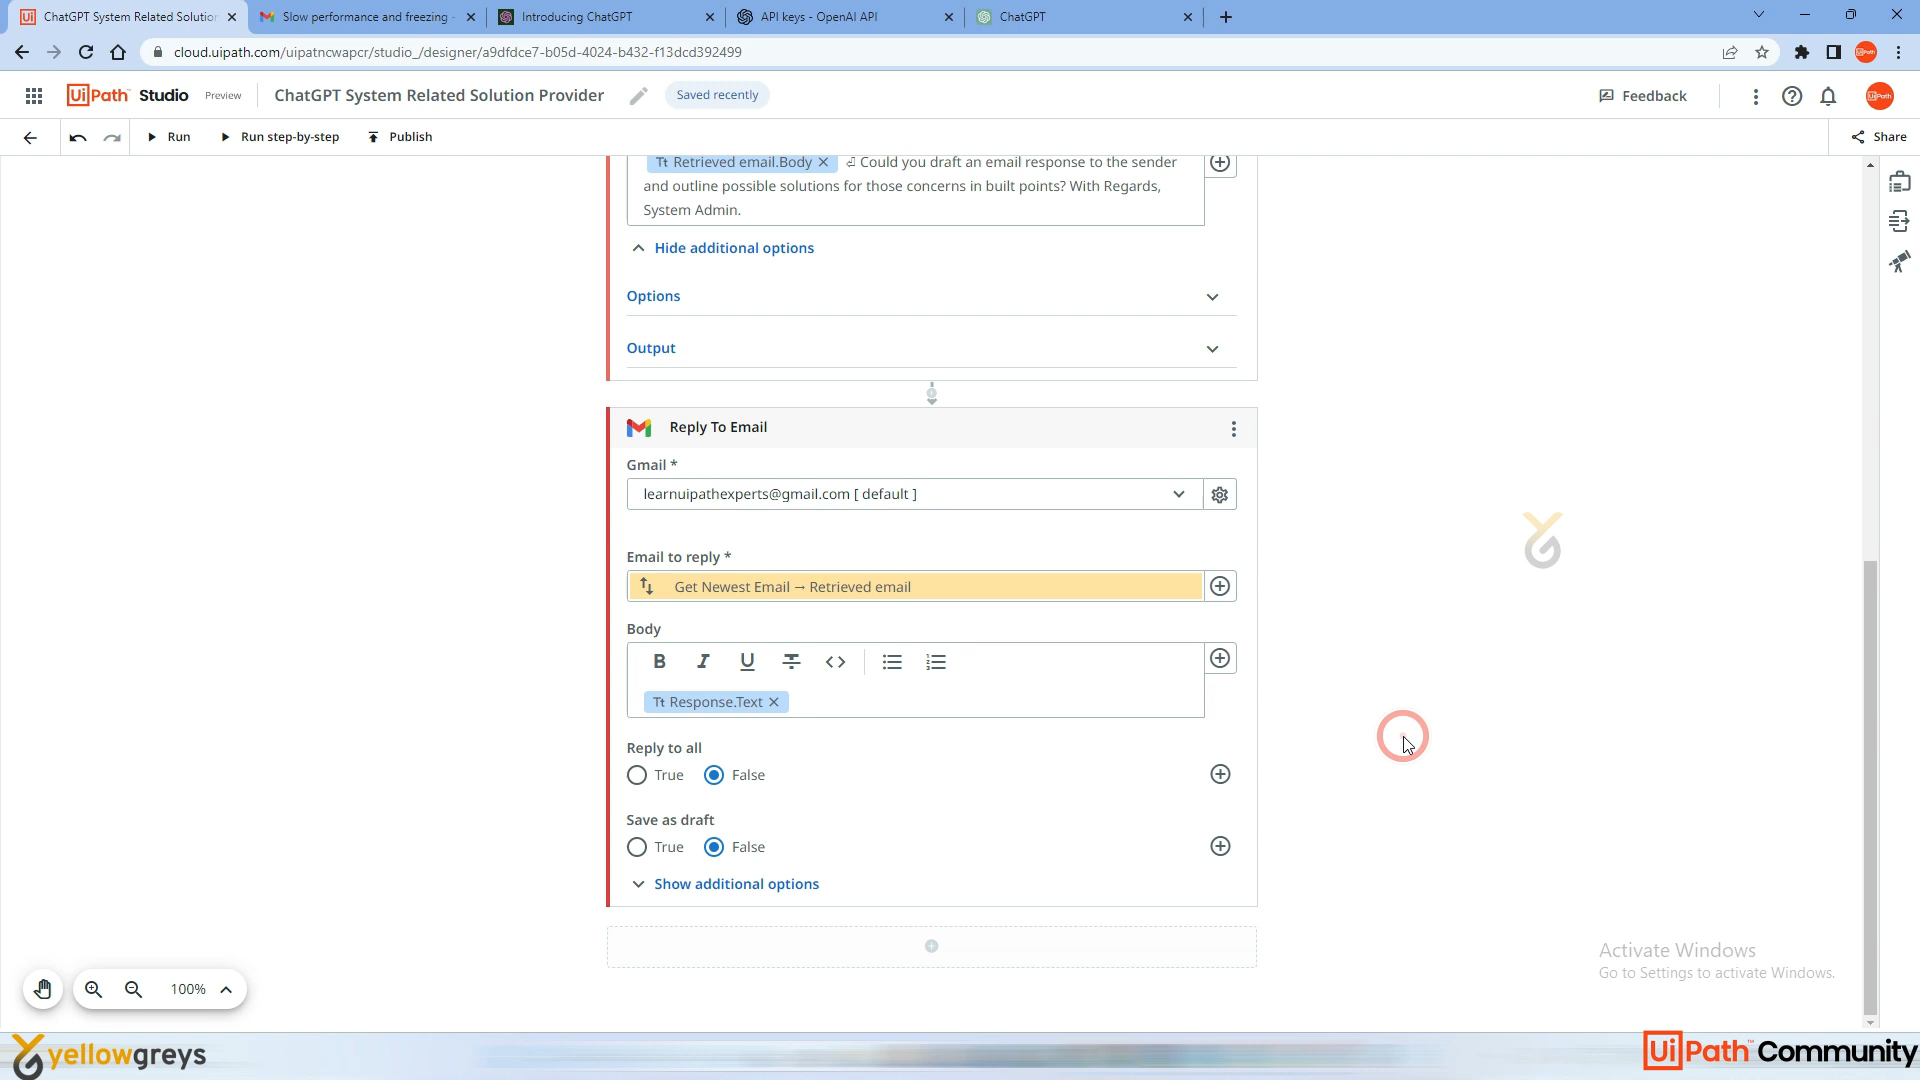 ChatGPT System Related Solution
Slow performance and freezing -
Introducing ChatGPT
API keys - OpenAI API
ChatGPT
cloud.uipath.com/uipatncwapcr/studio_/designer/a9dfdce7-b05d-4024-b432-f13dcd392499
UiPath Studio Preview
ChatGPT System Related Solution Provider
Saved recently
Feedback
Run
Run step-by-step
Publish
Share
Tt Retrieved email.Body Could you draft an email response to the sender
and outline possible solutions for those concerns in built points? With Regards,
System Admin.
Hide additional options
Options
Output
Reply To Email
Gmail *
learnuipathexperts@gmail.com [ default ]
Email to reply *
Get Newest Email → Retrieved email
Body
B I U
Tt Response.Text
Reply to all
True False
Save as draft
True False
Show additional options
Activate Windows
Go to Settings to activate Windows.
100%
yellowgreys
UiPath Community